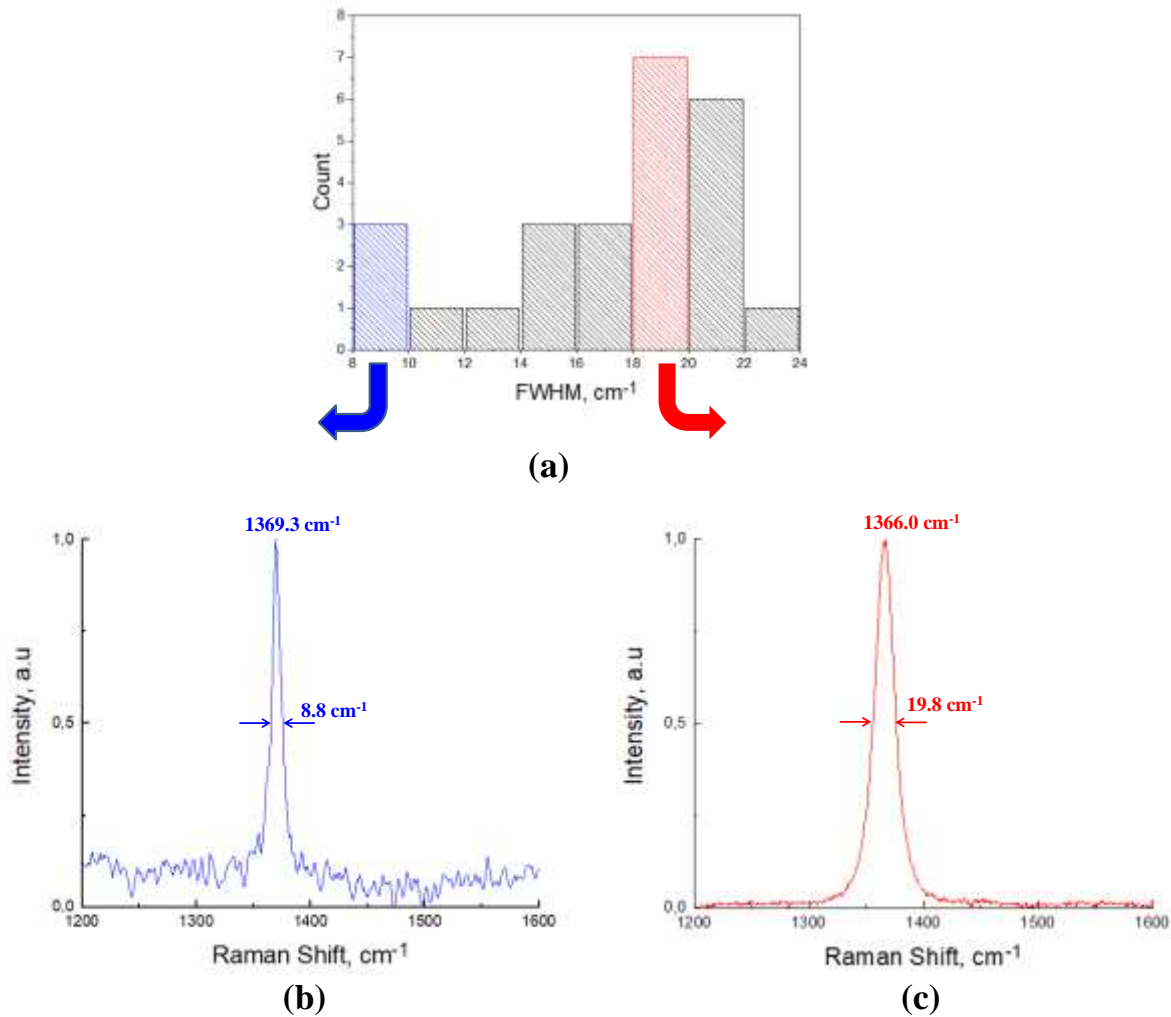 8
7
6
5
4
3
2
1
0
Count
8 10 12 14 16 18 20 22 24
FWHM, cm-1
(a)
1369.3 cm-1
1,0
Intensity, a.u
0,5
8.8 cm-1
0,0
1200 1300 1400 1500 1600
Raman Shift, cm-1
(b)
1366.0 cm-1
1,0
Intensity, a.u
0,5
19.8 cm-1
0,0
1200 1300 1400 1500 1600
Raman Shift, cm-1
(c)